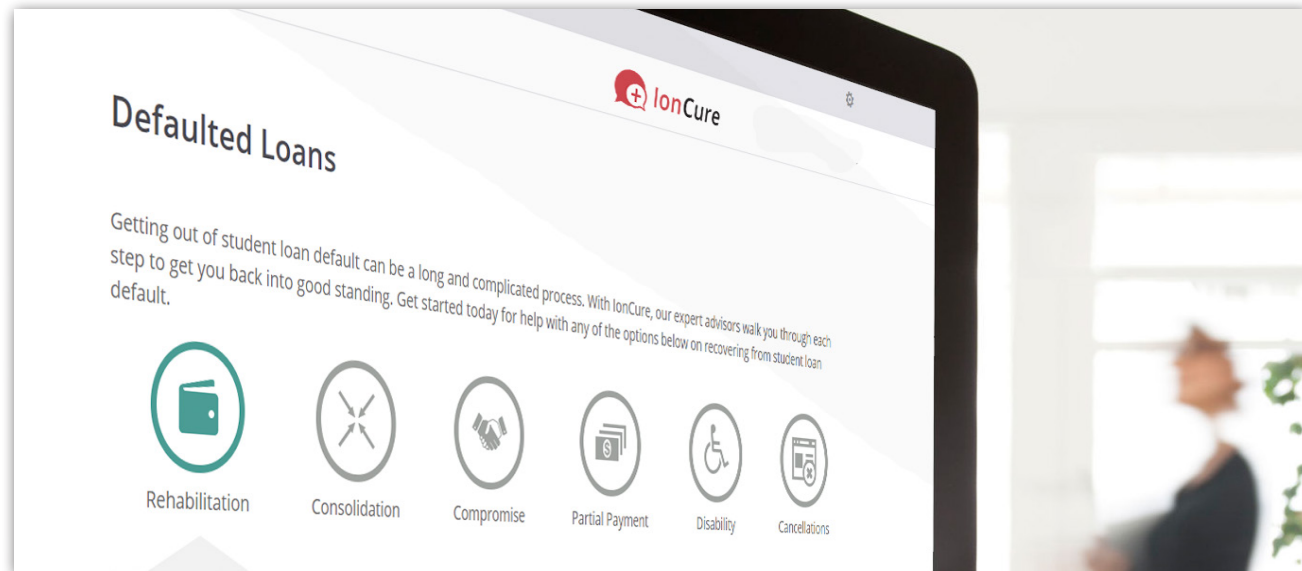 IonCure
Defaulted Loans
Getting out of student loan default can be a long and complicated process. With IonCure, our expert advisors walk you through each
step to get you back into good standing. Get started today for help with any of the options below on recovering from student loan
default.
Rehabilitation
Consolidation
Compromise
Partial Payment
Disability
Cancellations